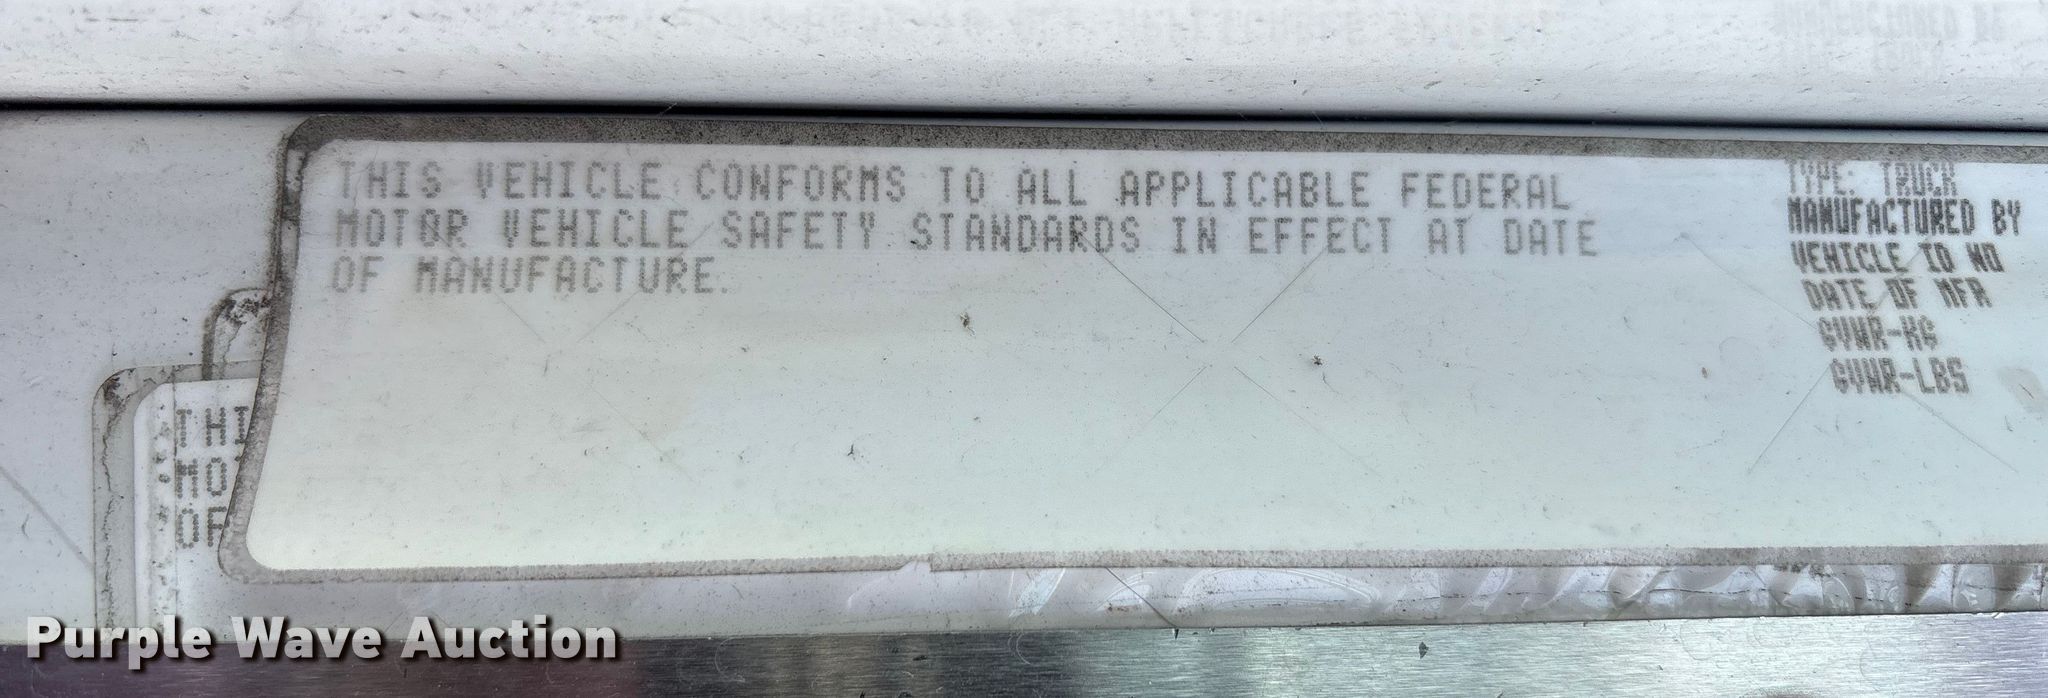 THIS VEHICLE CONFORMS TO ALL APPLICABLE FEDERAL
MOTOR VEHICLE SAFETY STANDARDS IN EFFECT AT DATE
OF MANUFACTURE.
TYPE: TRUCK
MANUFACTURED BY
VEHICLE ID NO
DATE OF MFR
GVWR-KG
GVWR-LBS
THI
MO
OF
Purple Wave Auction